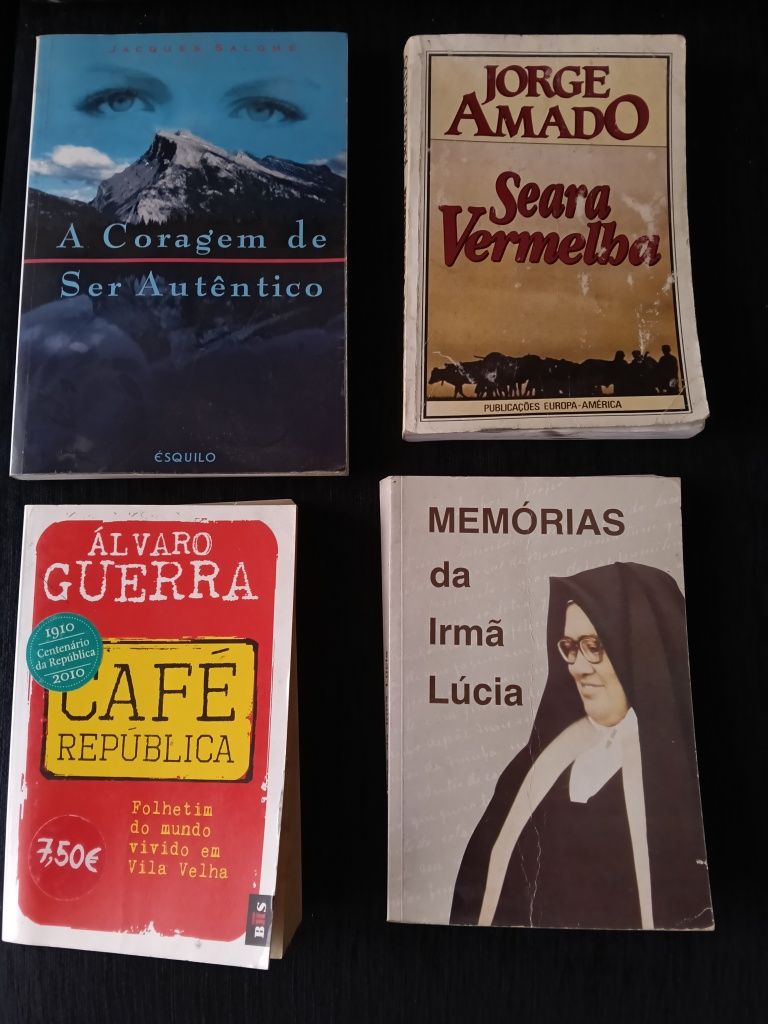 JACQUES SALOMÉ
A Coragem de
Ser Autêntico
ÉSQUILO
JORGE
AMADO
Seara
Vermelha
PUBLICAÇÕES EUROPA-AMÉRICA
ÁLVARO
GUERRA
1910
Centenário
da República
2010
CAFÉ
REPÚBLICA
Folhetim
do mundo
vivido em
Vila Velha
7,50€
BIIS
MEMÓRIAS
da
Irmã
Lúcia